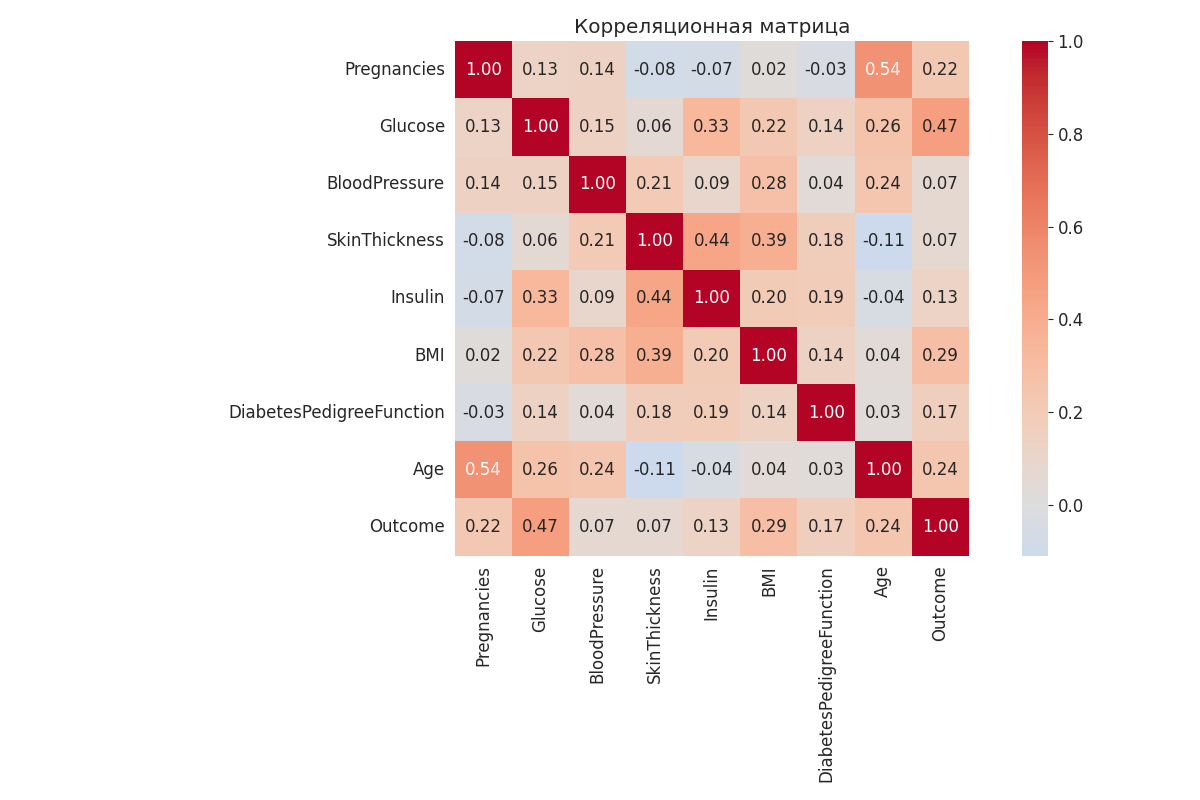 Корреляционная матрица
Pregnancies 1.00 0.13 0.14 -0.08 -0.07 0.02 -0.03 0.54 0.22
Glucose 0.13 1.00 0.15 0.06 0.33 0.22 0.14 0.26 0.47
BloodPressure 0.14 0.15 1.00 0.21 0.09 0.28 0.04 0.24 0.07
SkinThickness -0.08 0.06 0.21 1.00 0.44 0.39 0.18 -0.11 0.07
Insulin -0.07 0.33 0.09 0.44 1.00 0.20 0.19 -0.04 0.13
BMI 0.02 0.22 0.28 0.39 0.20 1.00 0.14 0.04 0.29
DiabetesPedigreeFunction -0.03 0.14 0.04 0.18 0.19 0.14 1.00 0.03 0.17
Age 0.54 0.26 0.24 -0.11 -0.04 0.04 0.03 1.00 0.24
Outcome 0.22 0.47 0.07 0.07 0.13 0.29 0.17 0.24 1.00
Pregnancies
Glucose
BloodPressure
SkinThickness
Insulin
BMI
DiabetesPedigreeFunction
Age
Outcome
1.0
0.8
0.6
0.4
0.2
0.0